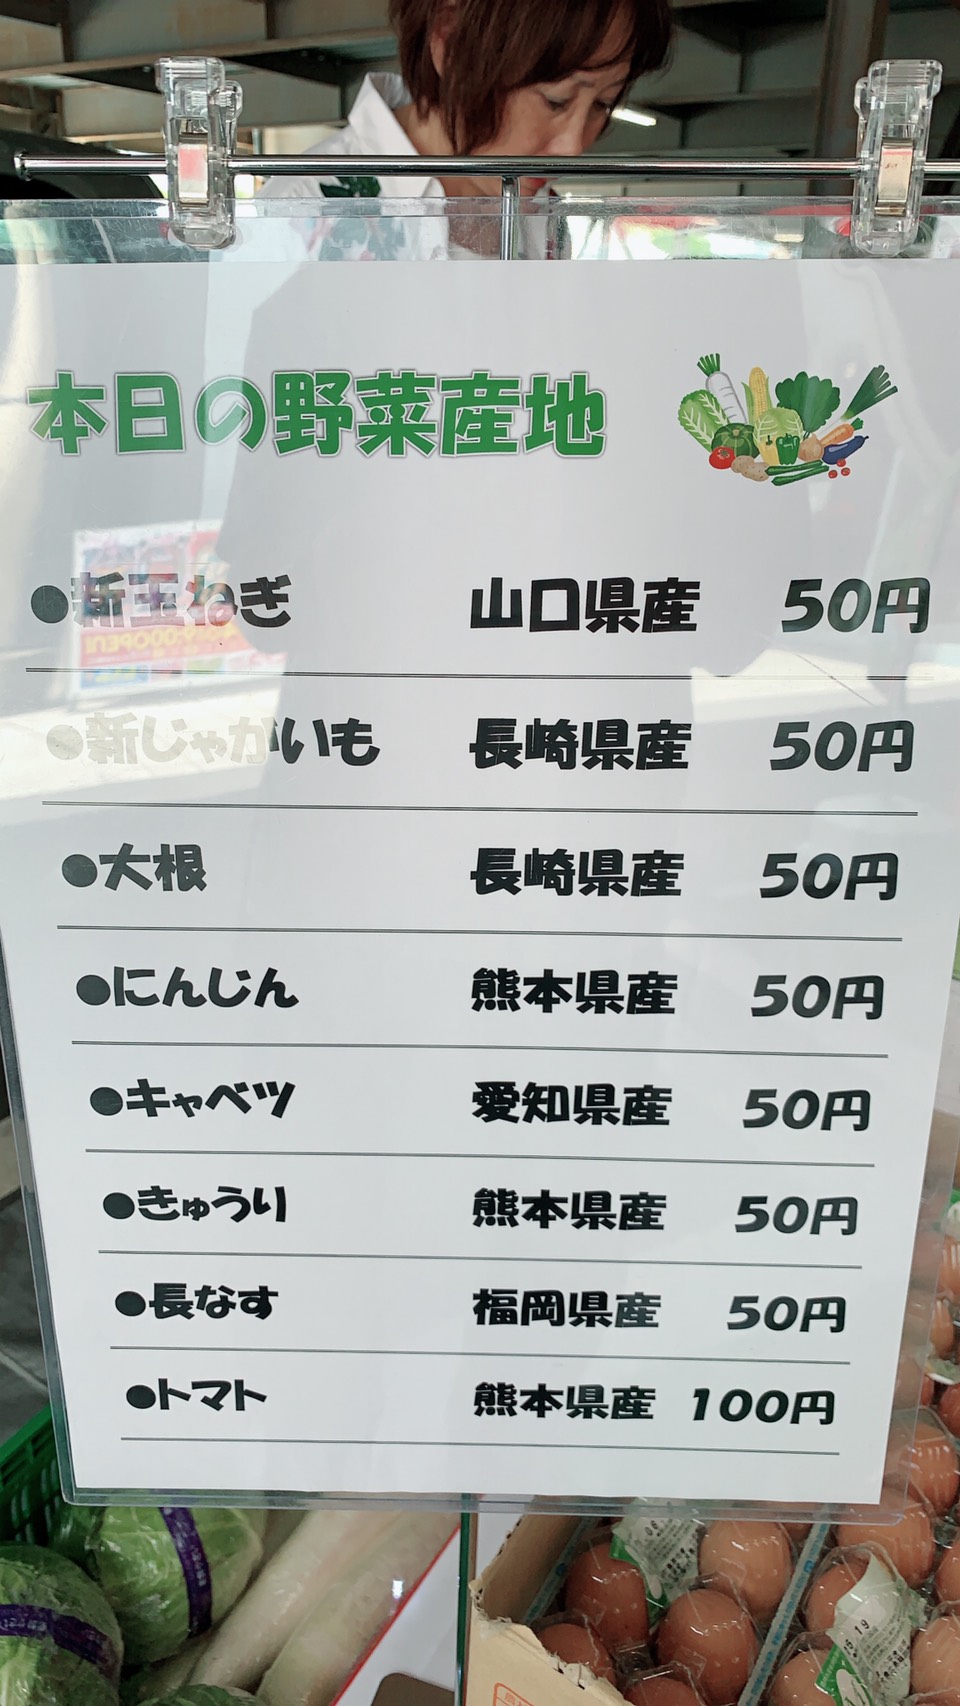 本日の野菜産地
●新玉ねぎ 山口県産 50円
●新じゃがいも 長崎県産 50円
●大根 長崎県産 50円
●にんじん 熊本県産 50円
●キャベツ 愛知県産 50円
●きゅうり 熊本県産 50円
●長なす 福岡県産 50円
●トマト 熊本県産 100円